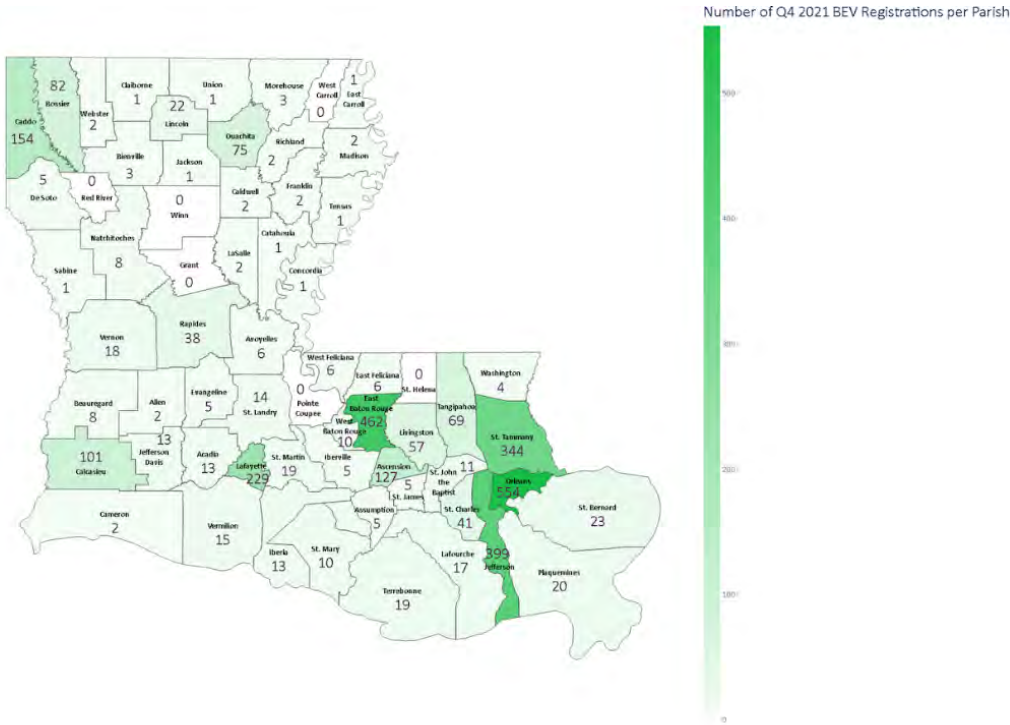 Number of Q4 2021 BEV Registrations per Parish
500
400
300
200
100
0
Caddo
154
82
Bossier
Webster
2
Claiborne
1
Union
1
22
Lincoln
Morehouse
3
West
Carroll
0
1
East
Carroll
Ouachita
75
Richland
2
2
Madison
Bienville
3
Jackson
1
5
De Soto
0
Red River
0
Winn
Caldwell
2
Franklin
2
Tensas
1
Natchitoches
8
Sabine
1
Grant
0
LaSalle
2
Catahoula
1
Concordia
1
Vernon
18
Rapides
38
Avoyelles
6
Beauregard
8
Allen
2
Evangeline
5
14
St. Landry
0
Pointe
Coupee
West Feliciana
6
East Feliciana
6
0
St. Helena
Tangipahoa
69
Washington
4
East
Baton Rouge
462
West
Baton Rouge
10
Livingston
57
St. Tammany
344
101
Calcasieu
13
Jefferson
Davis
Acadia
13
Lafayette
229
St. Martin
19
Iberville
5
Ascension
127
5
St. James
St. John
the
Baptist
11
Orleans
554
Cameron
2
Vermilion
15
Iberia
13
St. Mary
10
Assumption
5
St. Charles
41
Lafourche
17
399
Jefferson
St. Bernard
23
Plaquemines
20
Terrebonne
19